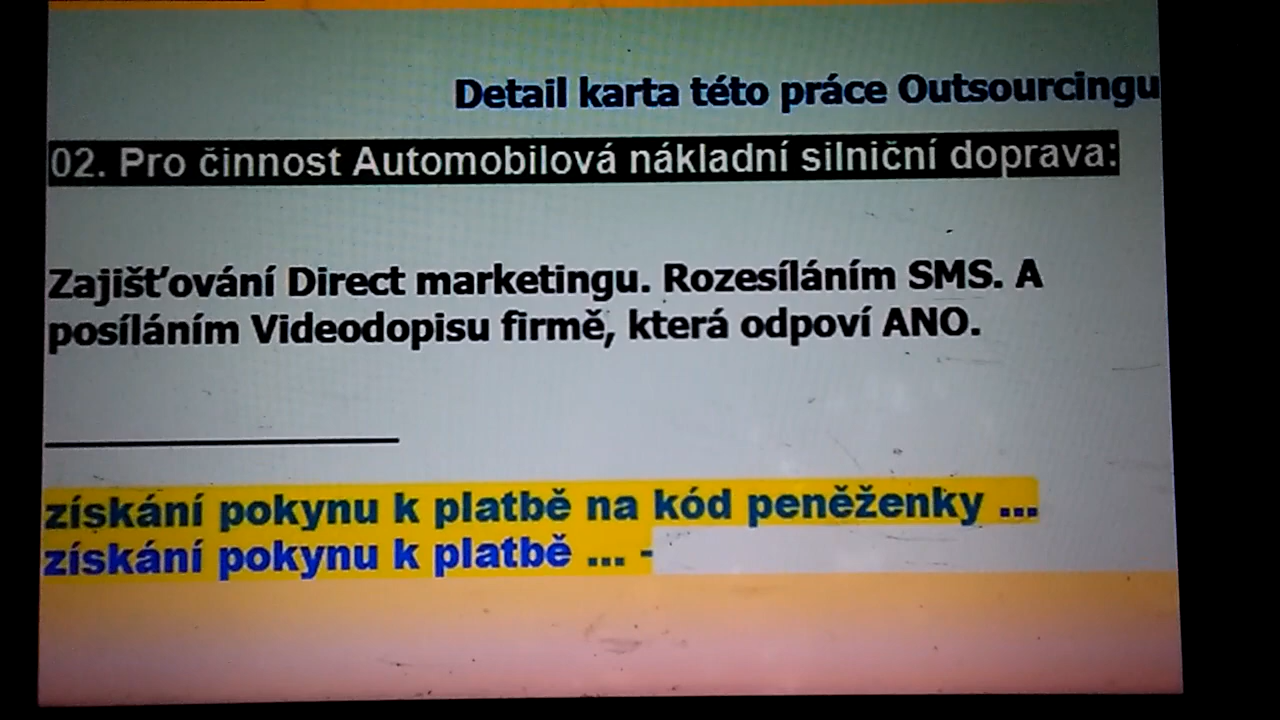 Detail karta této práce Outsourcingu
02. Pro činnost Automobilová nákladní silniční doprava:
Zajišťování Direct marketingu. Rozesíláním SMS. A
posíláním Videodopisu firmě, která odpoví ANO.
získání pokynu k platbě na kód peněženky ...
získání pokynu k platbě ... -